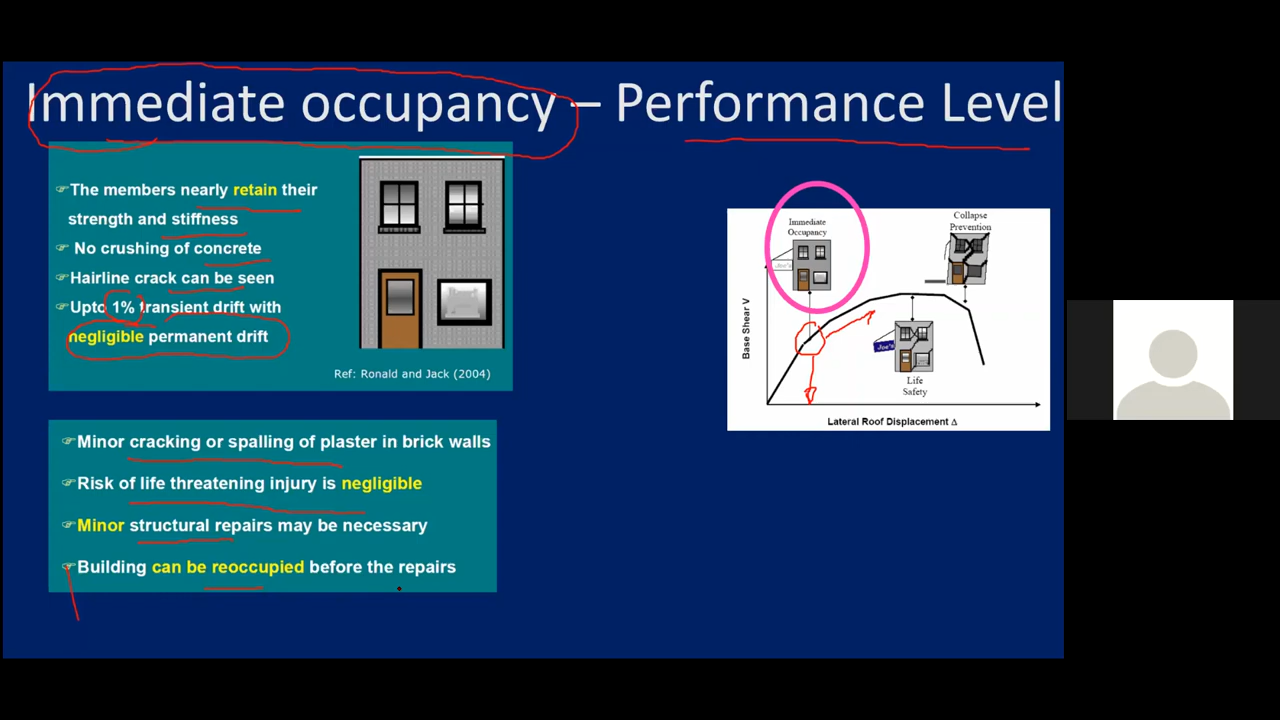 Immediate occupancy – Performance Level
☞The members nearly retain their
strength and stiffness
☞ No crushing of concrete
☞Hairline crack can be seen
☞Upto 1% transient drift with
negligible permanent drift
Ref: Ronald and Jack (2004)
☞Minor cracking or spalling of plaster in brick walls
☞Risk of life threatening injury is negligible
☞Minor structural repairs may be necessary
☞Building can be reoccupied before the repairs
Immediate
Occupancy
Collapse
Prevention
Joe's
Joe's
Life
Safety
Base Shear V
Lateral Roof Displacement Δ